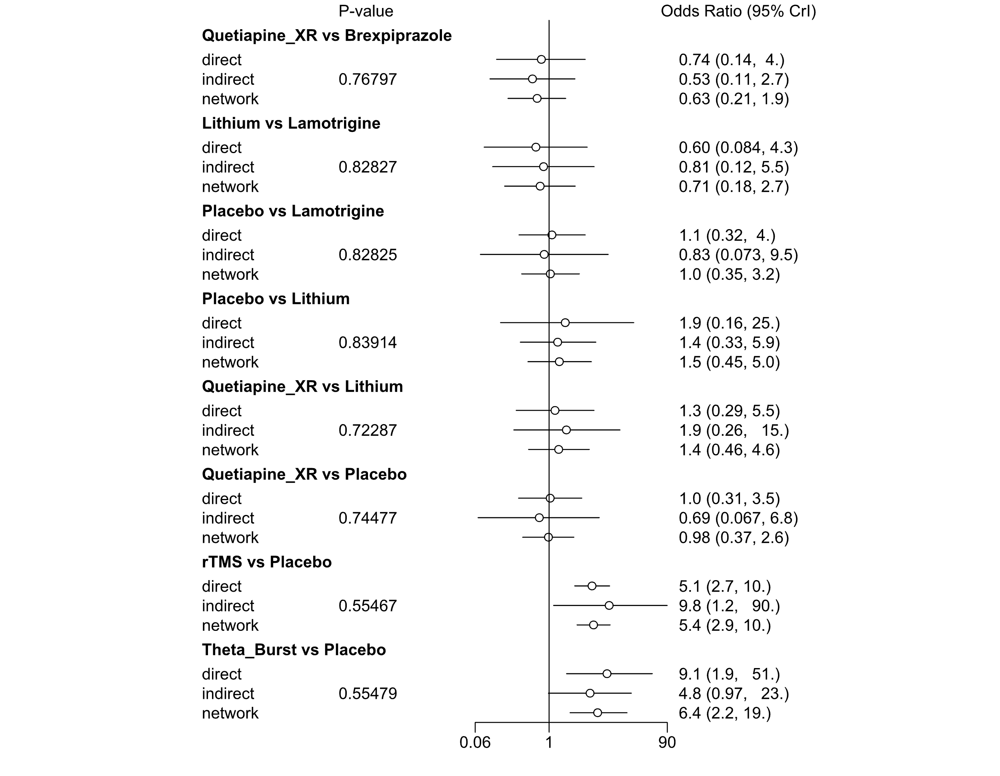 P-value Odds Ratio (95% CrI)
Quetiapine_XR vs Brexpiprazole
direct 0.74 (0.14, 4.)
indirect 0.76797 0.53 (0.11, 2.7)
network 0.63 (0.21, 1.9)
Lithium vs Lamotrigine
direct 0.60 (0.084, 4.3)
indirect 0.82827 0.81 (0.12, 5.5)
network 0.71 (0.18, 2.7)
Placebo vs Lamotrigine
direct 1.1 (0.32, 4.)
indirect 0.82825 0.83 (0.073, 9.5)
network 1.0 (0.35, 3.2)
Placebo vs Lithium
direct 1.9 (0.16, 25.)
indirect 0.83914 1.4 (0.33, 5.9)
network 1.5 (0.45, 5.0)
Quetiapine_XR vs Lithium
direct 1.3 (0.29, 5.5)
indirect 0.72287 1.9 (0.26, 15.)
network 1.4 (0.46, 4.6)
Quetiapine_XR vs Placebo
direct 1.0 (0.31, 3.5)
indirect 0.74477 0.69 (0.067, 6.8)
network 0.98 (0.37, 2.6)
rTMS vs Placebo
direct 5.1 (2.7, 10.)
indirect 0.55467 9.8 (1.2, 90.)
network 5.4 (2.9, 10.)
Theta_Burst vs Placebo
direct 9.1 (1.9, 51.)
indirect 0.55479 4.8 (0.97, 23.)
network 6.4 (2.2, 19.)
0.06 1 90